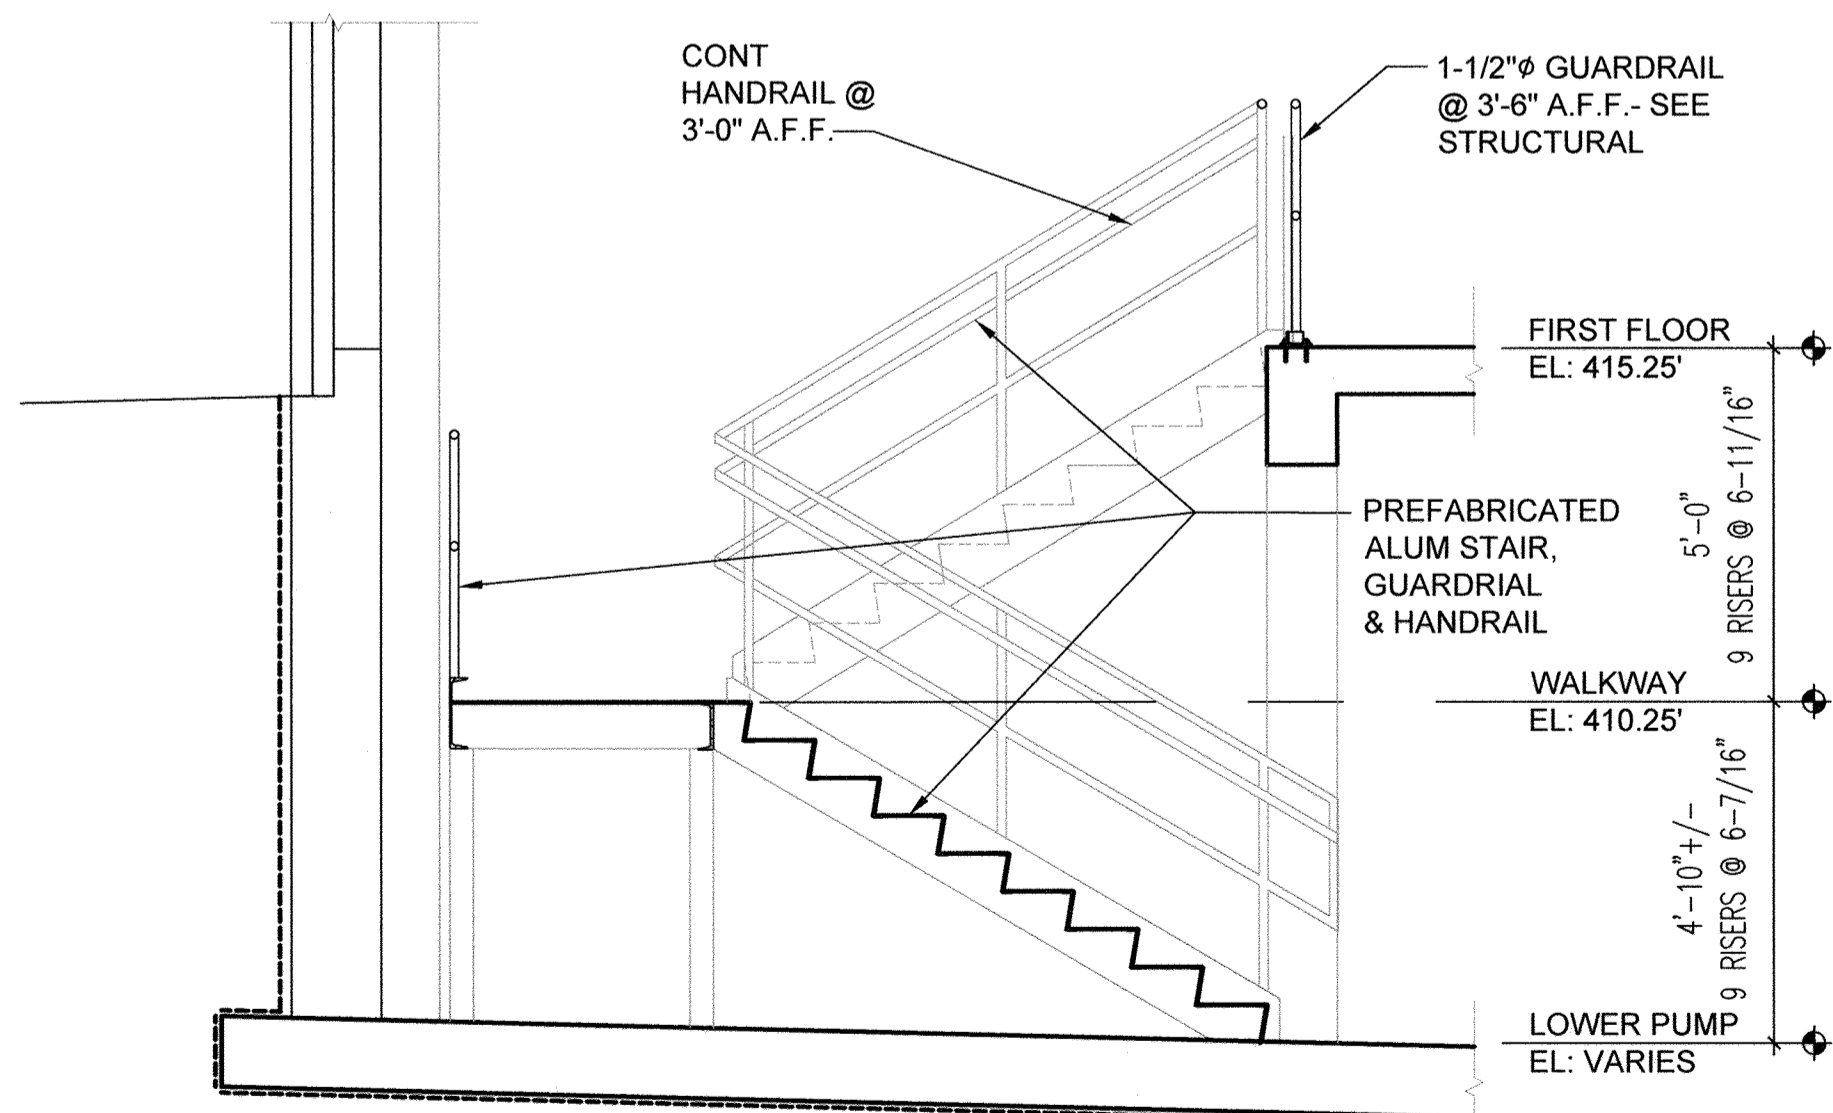 CONT
HANDRAIL @
3'-0" A.F.F.
1-1/2"⌀ GUARDRAIL
@ 3'-6" A.F.F.- SEE
STRUCTURAL
FIRST FLOOR
EL: 415.25'
5'-0"
9 RISERS @ 6-11/16"
PREFABRICATED
ALUM STAIR,
GUARDRIAL
& HANDRAIL
WALKWAY
EL: 410.25'
4'-10"+/-
9 RISERS @ 6-7/16"
LOWER PUMP
EL: VARIES